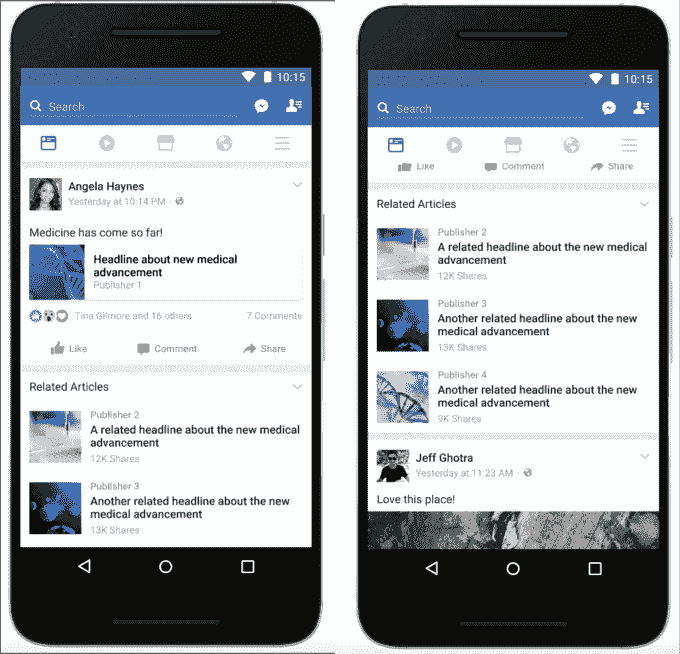 10:15
Search
Angela Haynes
Yesterday at 10:14 PM ·
Medicine has come so far!
Headline about new medical
advancement
Publisher 1
Tina Gilmore and 16 others 7 Comments
Like Comment Share
Related Articles
Publisher 2
A related headline about the new medical
advancement
12K Shares
Publisher 3
Another related headline about the new
medical advancement
13K Shares
10:15
Search
Like Comment Share
Related Articles
Publisher 2
A related headline about the new medical
advancement
12K Shares
Publisher 3
Another related headline about the new
medical advancement
13K Shares
Publisher 4
Another related headline about the new
medical advancement
9K Shares
Jeff Ghotra
Yesterday at 11:23 AM ·
Love this place!